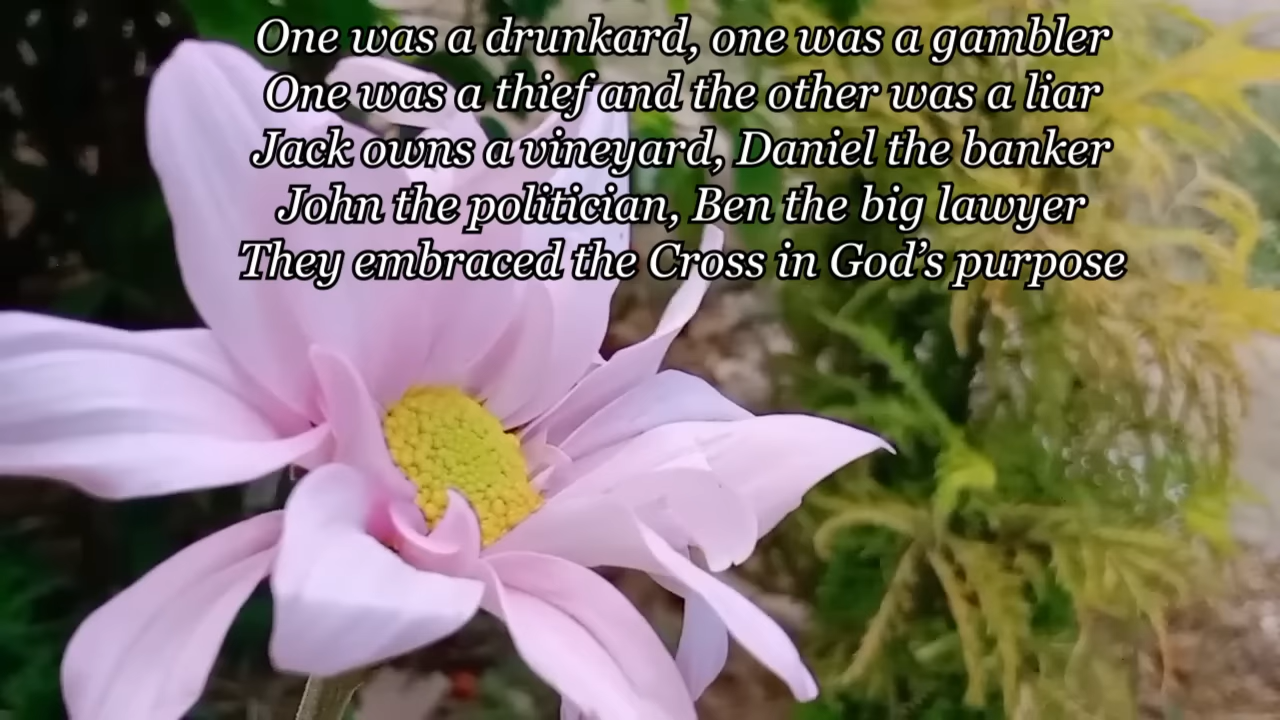 One was a drunkard, one was a gambler
One was a thief and the other was a liar
Jack owns a vineyard, Daniel the banker
John the politician, Ben the big lawyer
They embraced the Cross in God’s purpose